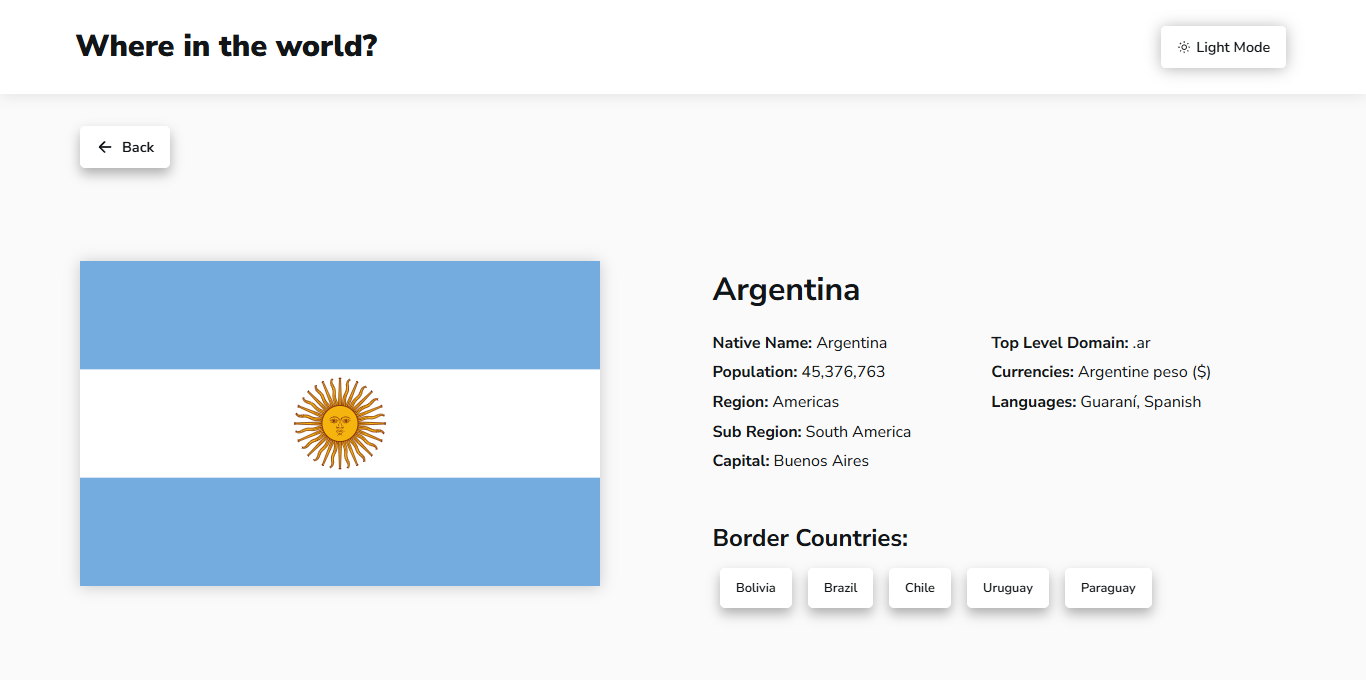 Where in the world?
Light Mode
Back
Argentina
Native Name: Argentina
Population: 45,376,763
Region: Americas
Sub Region: South America
Capital: Buenos Aires
Top Level Domain: .ar
Currencies: Argentine peso ($)
Languages: Guaraní, Spanish
Border Countries:
Bolivia Brazil Chile Uruguay Paraguay